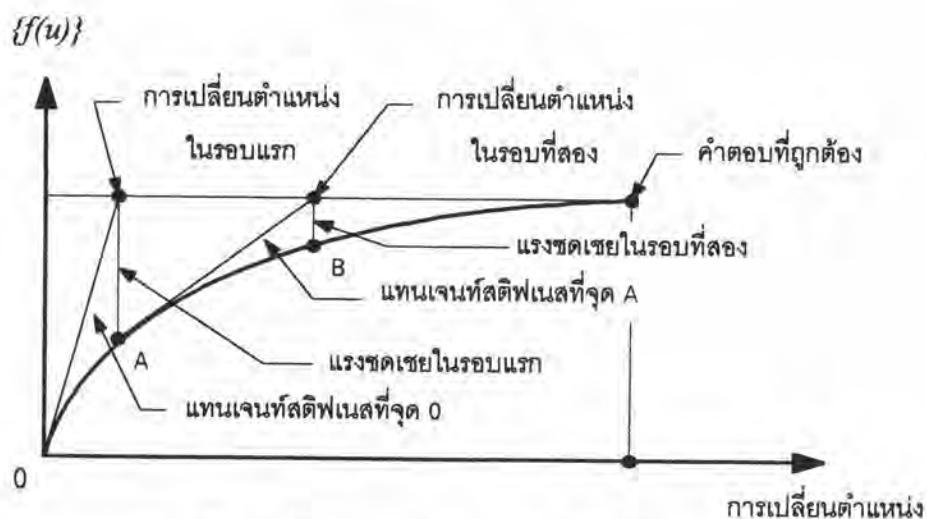 {f(u)}
การเปลี่ยนตำแหน่ง
ในรอบแรก
การเปลี่ยนตำแหน่ง
ในรอบที่สอง
คำตอบที่ถูกต้อง
แรงชดเชยในรอบที่สอง
B
แทนเจนท์สติฟเนสที่จุด A
A
แรงชดเชยในรอบแรก
แทนเจนท์สติฟเนสที่จุด 0
0
การเปลี่ยนตำแหน่ง